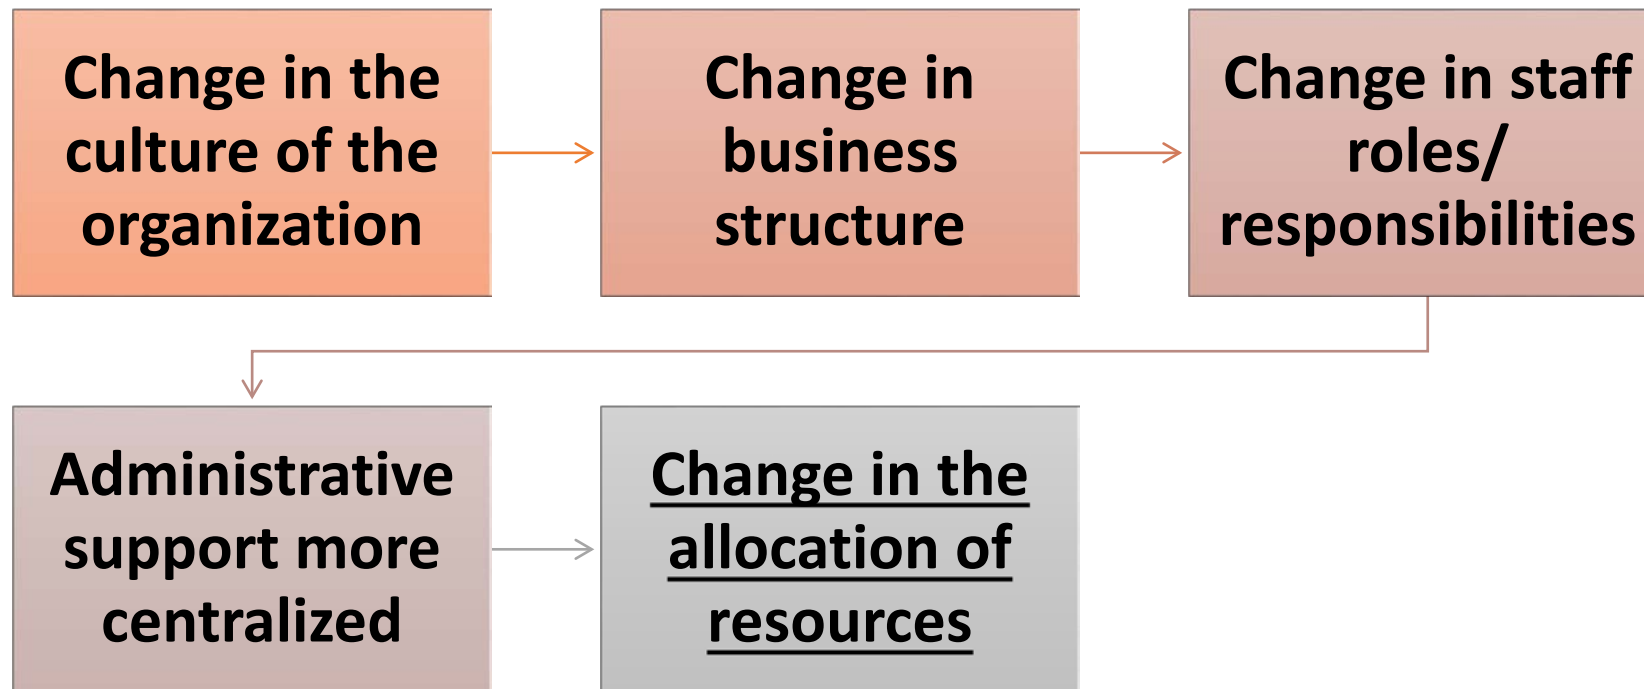 Change in the
culture of the
organization
Change in
business
structure
Change in staff
roles/
responsibilities
Administrative
support more
centralized
Change in the
allocation of
resources